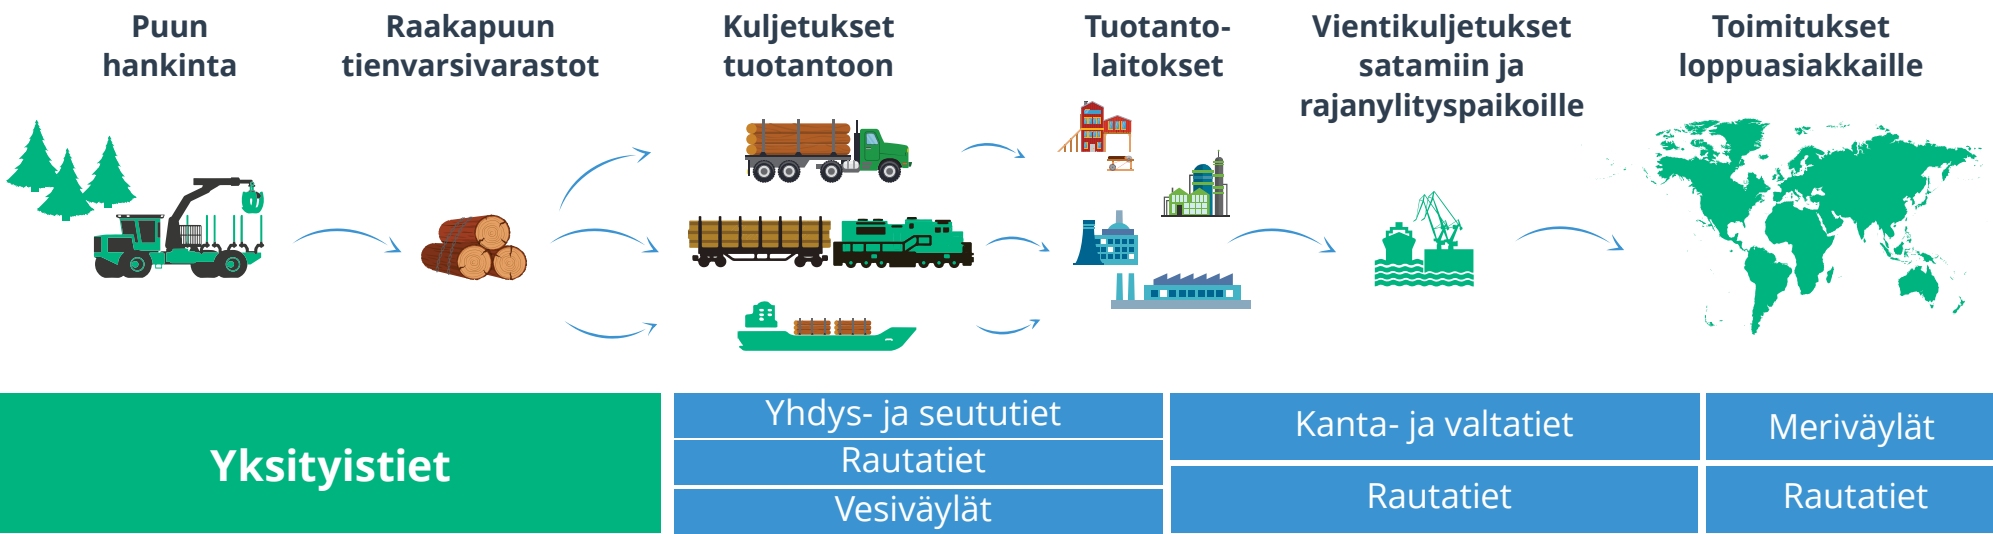 Puun
hankinta
Raakapuun
tienvarsivarastot
Kuljetukset
tuotantoon
Tuotanto-
laitokset
Vientikuljetukset
satamiin ja
rajanylityspaikoille
Toimitukset
loppuasiakkaille
Yksityistiet
Yhdys- ja seututiet
Rautatiet
Vesiväylät
Kanta- ja valtatiet
Rautatiet
Meriväylät
Rautatiet